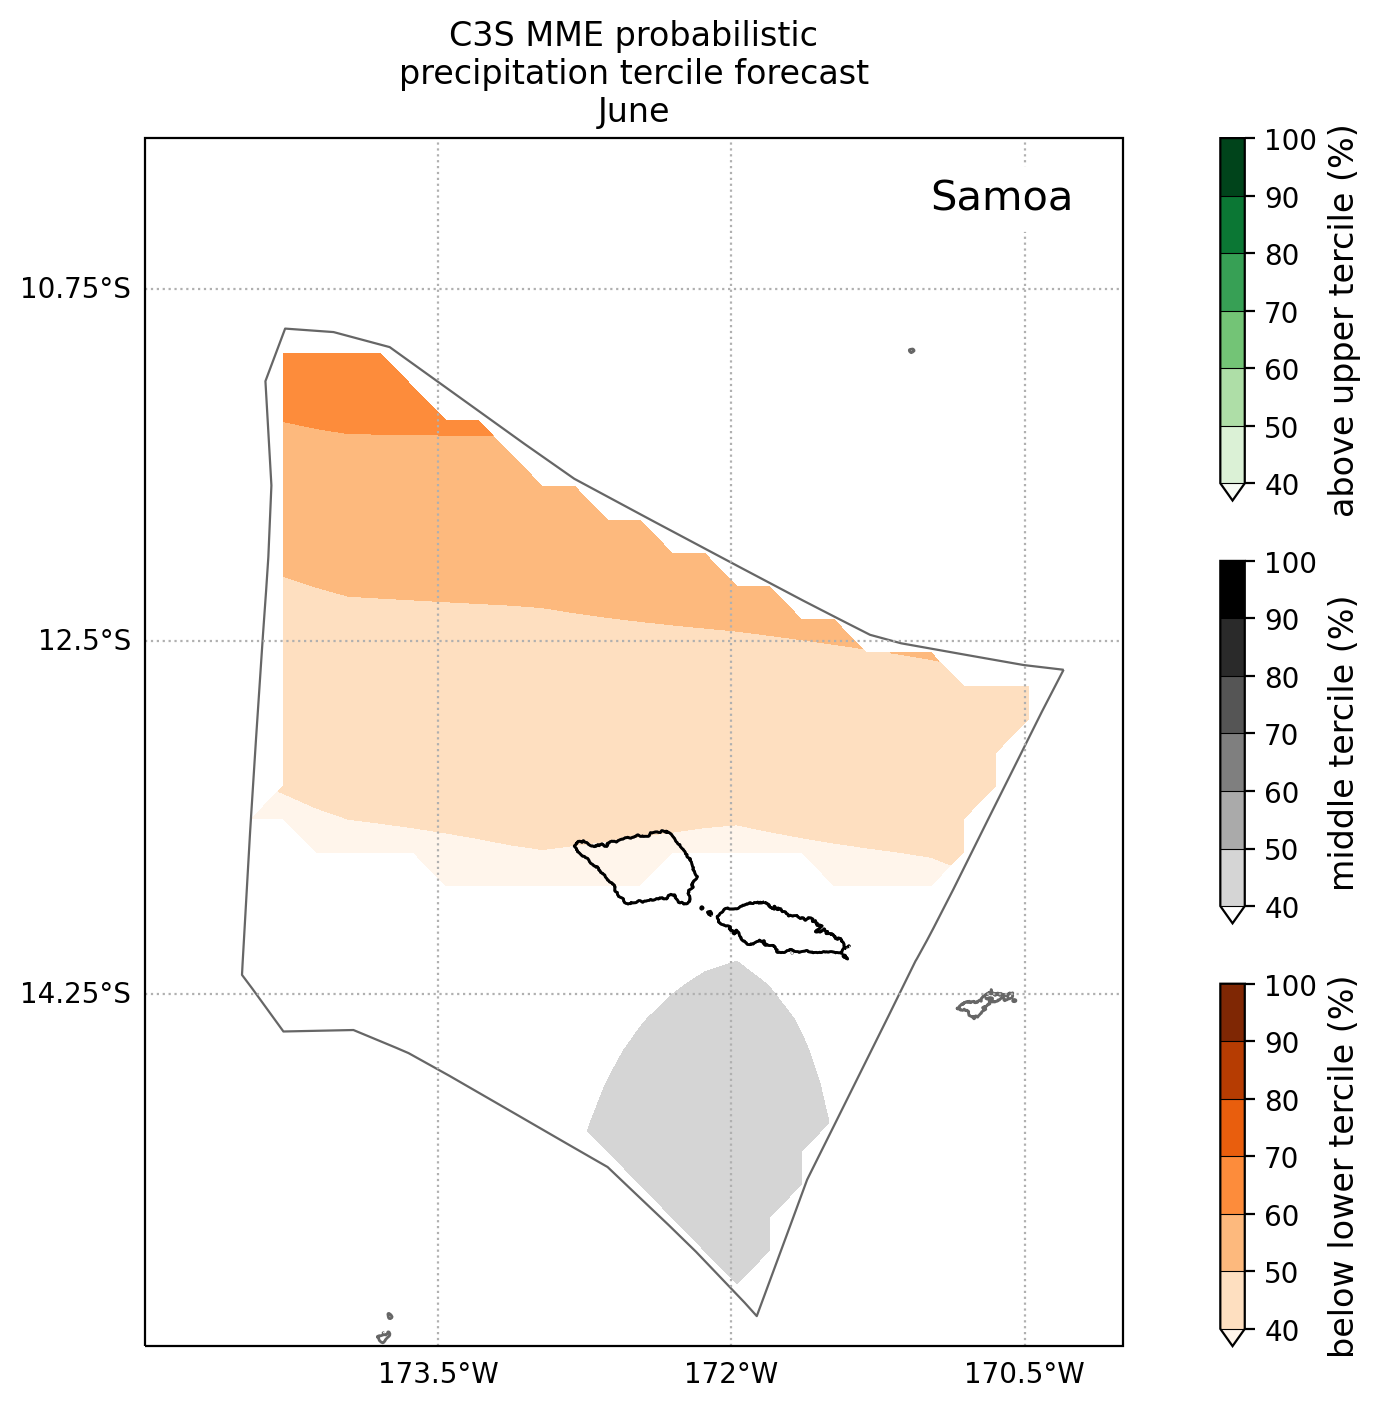 C3S MME probabilistic
precipitation tercile forecast
June
Samoa
10.75°S
12.5°S
14.25°S
173.5°W
172°W
170.5°W
100
90
80
70
60
50
40
above upper tercile (%)
100
90
80
70
60
50
40
middle tercile (%)
100
90
80
70
60
50
40
below lower tercile (%)